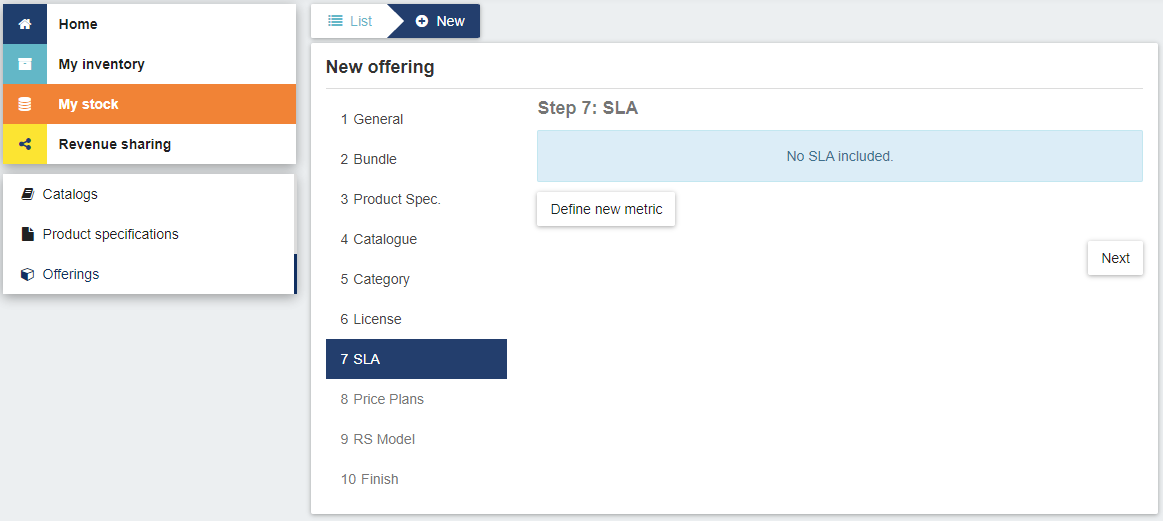 Home
My inventory
My stock
Revenue sharing
Catalogs
Product specifications
Offerings
List
New
New offering
1 General
2 Bundle
3 Product Spec.
4 Catalogue
5 Category
6 License
7 SLA
8 Price Plans
9 RS Model
10 Finish
Step 7: SLA
No SLA included.
Define new metric
Next